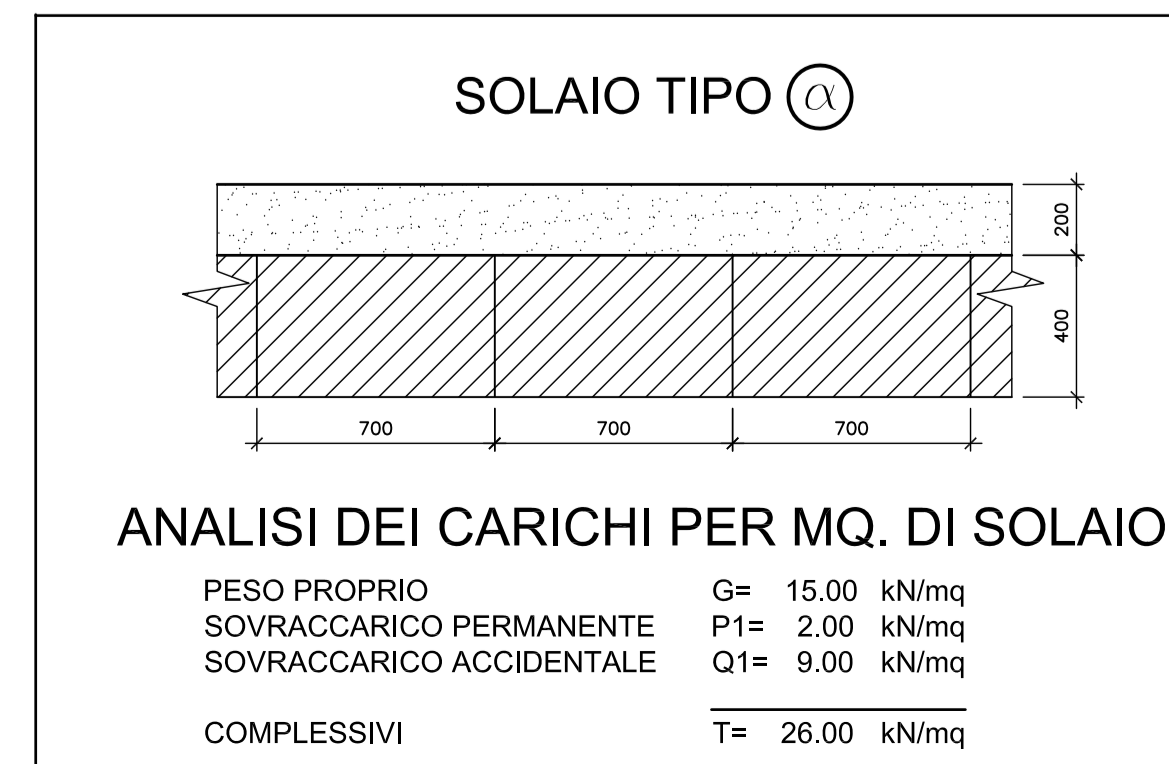 SOLAIO TIPO α
200
400
700 700 700
ANALISI DEI CARICHI PER MQ. DI SOLAIO
PESO PROPRIO G= 15.00 kN/mq
SOVRACCARICO PERMANENTE P1= 2.00 kN/mq
SOVRACCARICO ACCIDENTALE Q1= 9.00 kN/mq
COMPLESSIVI T= 26.00 kN/mq